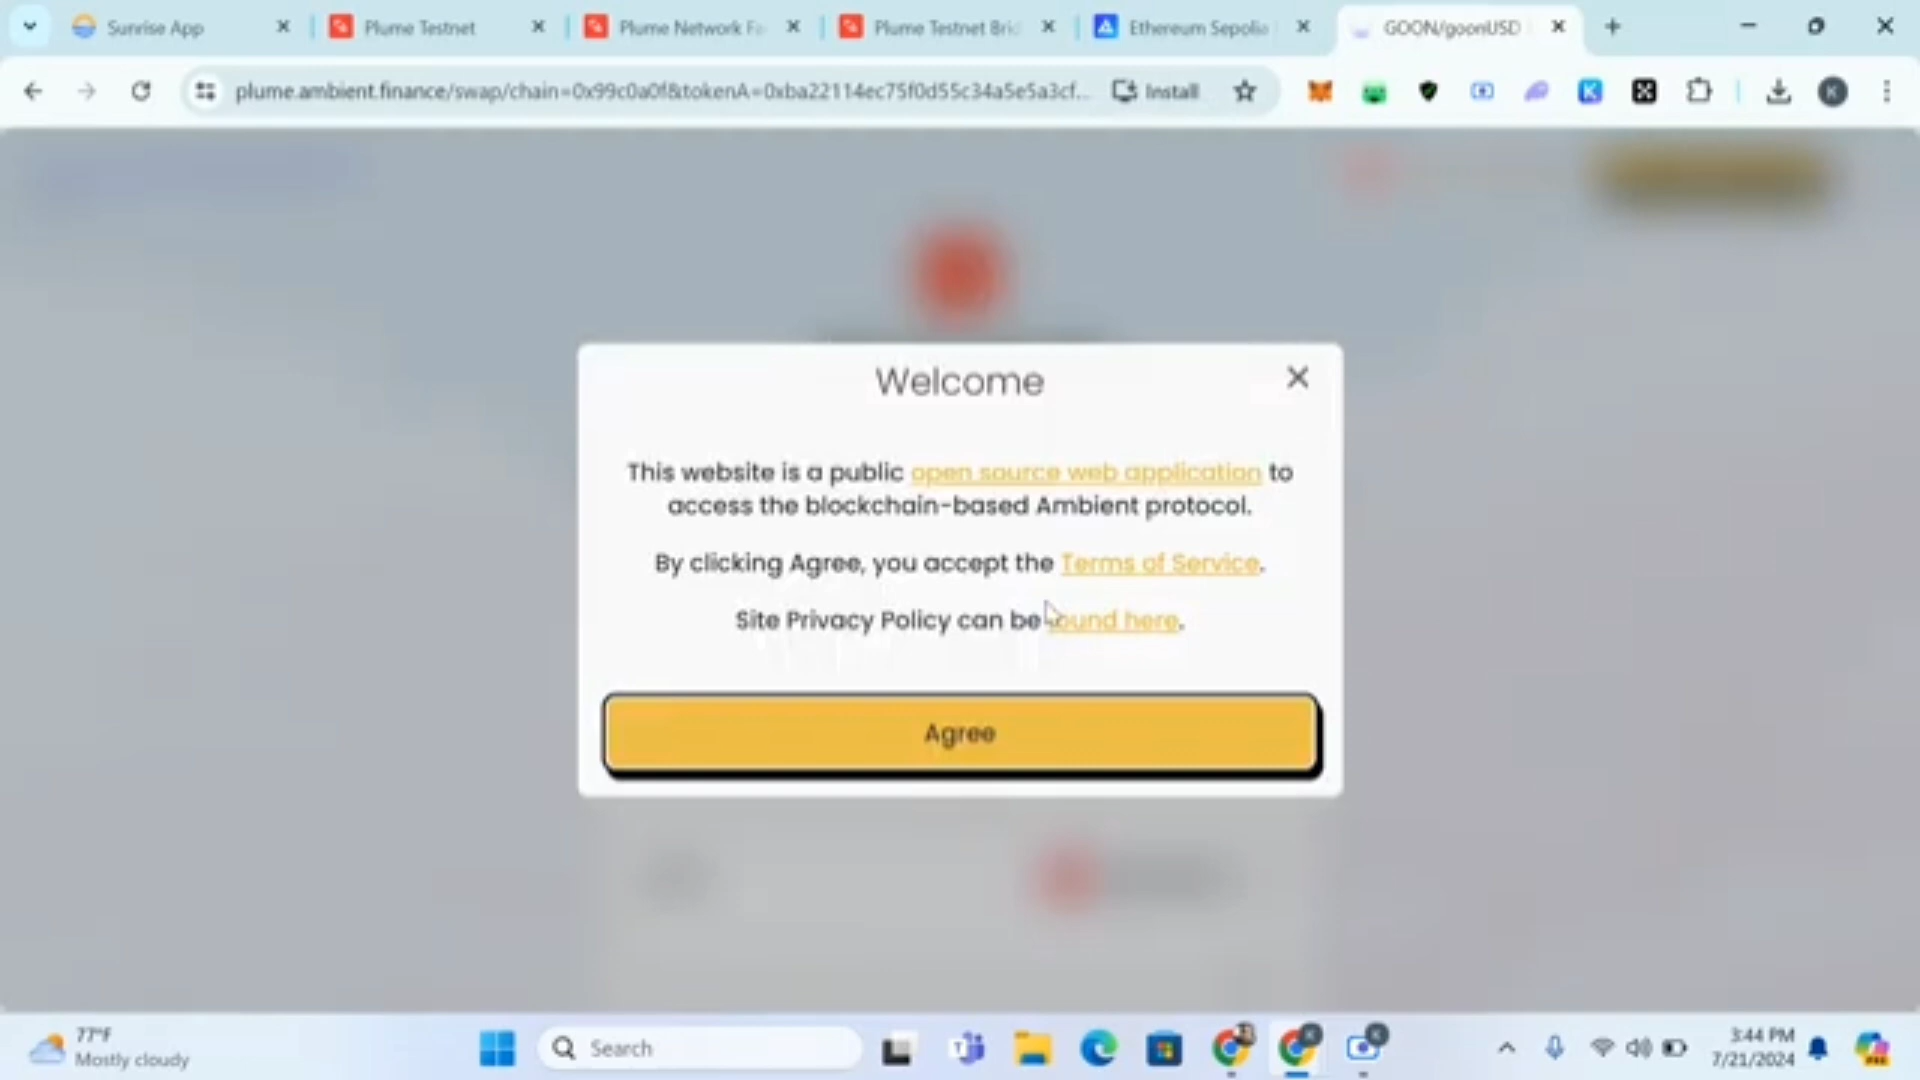 Sunrise App
Plume Testnet
Plume Network Fa
Plume Testnet Brid
Ethereum Sepolia
GOON/goonUSD
plume.ambient.finance/swap/chain=0x99c0a0f&tokenA=0xba22114ec75f0d55c34a5e5a3cf...
Install
K
Welcome
This website is a public open source web application to
access the blockchain-based Ambient protocol.
By clicking Agree, you accept the Terms of Service.
Site Privacy Policy can be found here.
Agree
77°F
Mostly cloudy
Search
3:44 PM
7/21/2024